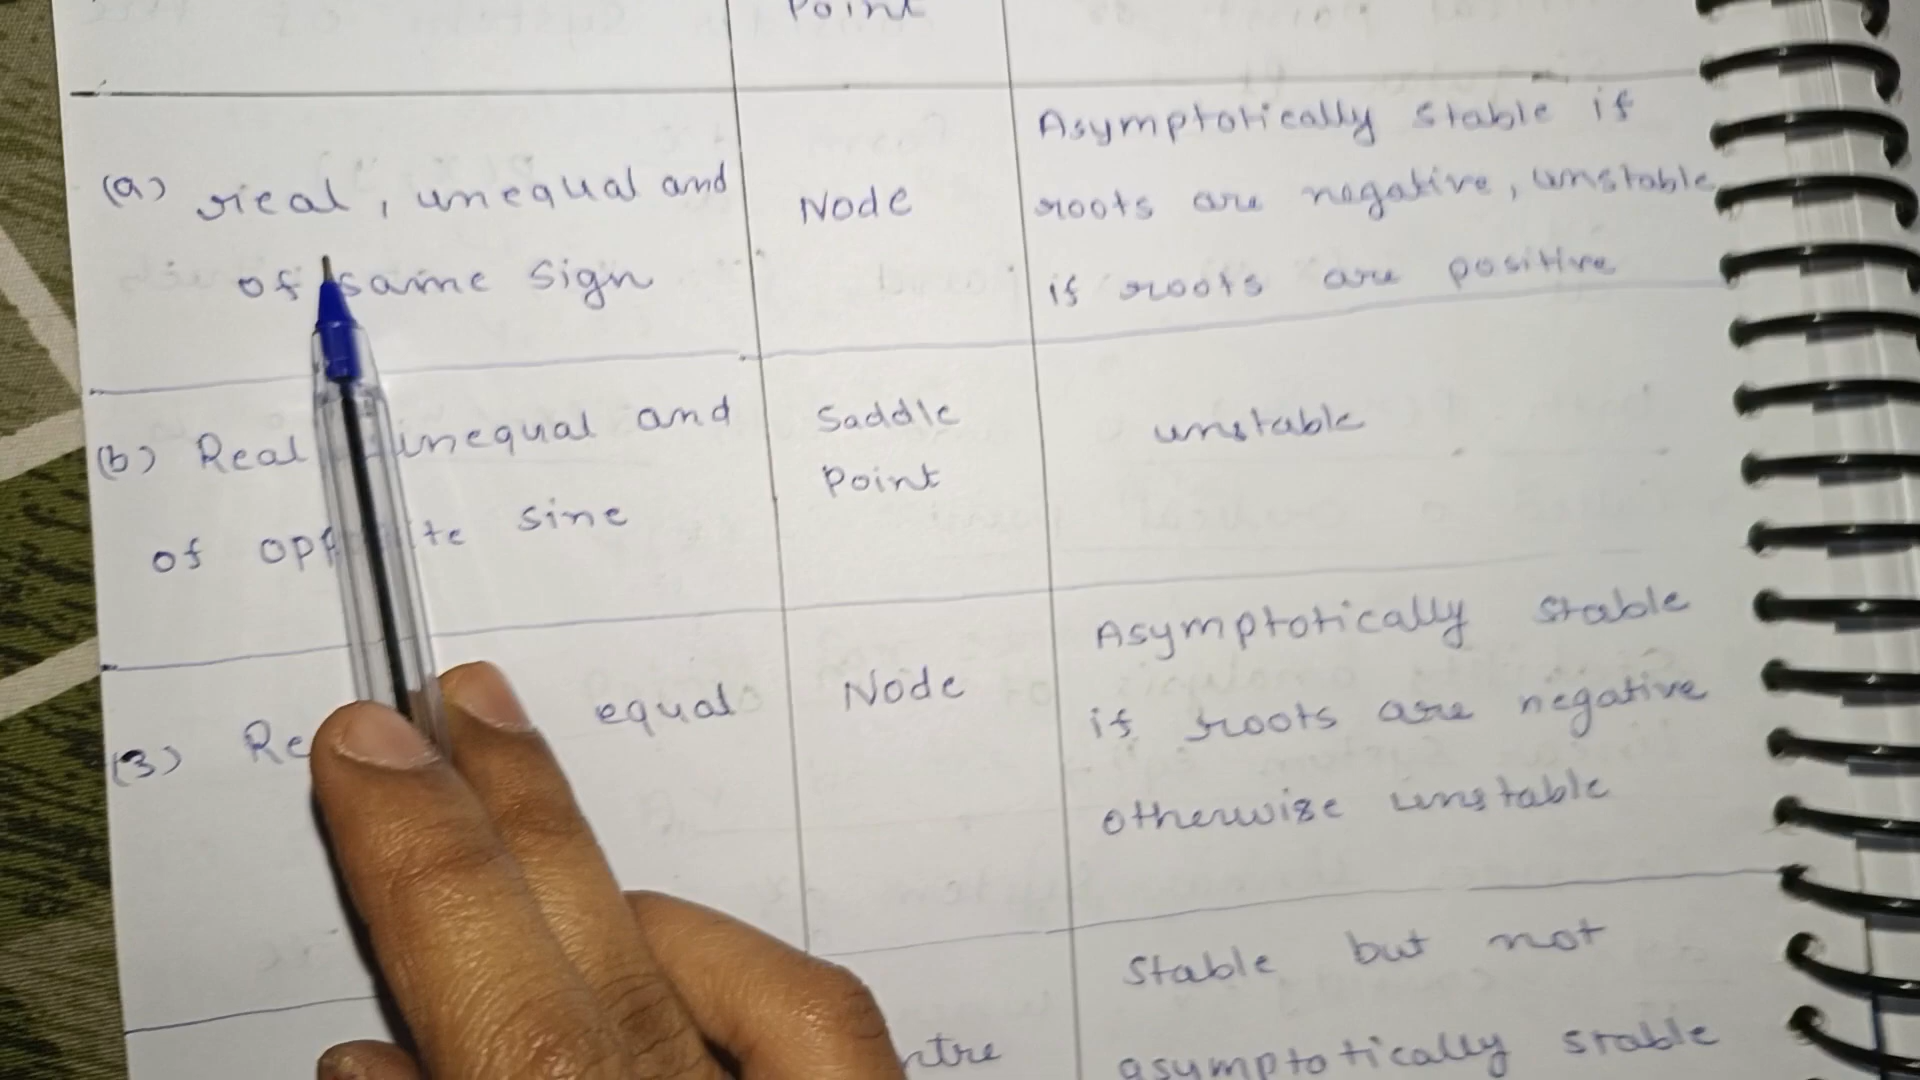 Point
(a) real, unequal and
of same sign
Node
Asymptotically stable if
roots are negative, unstable
if roots are positive
(b) Real unequal and
of sine
Saddle
Point
unstable
(3) equal
Node
Asymptotically stable
if roots are negative
otherwise unstable
Stable but not
asymptotically stable